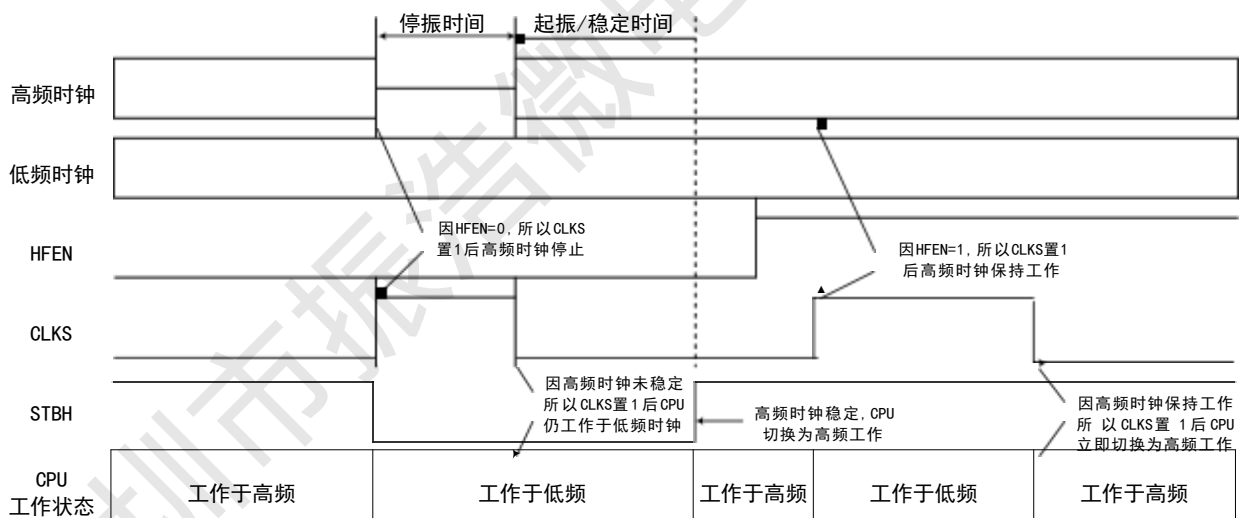 停振时间
起振/稳定时间
高频时钟
低频时钟
因HFEN=0,所以CLKS
置1后高频时钟停止
HFEN
因HFEN=1,所以CLKS置1
后高频时钟保持工作
CLKS
因高频时钟未稳定
所以CLKS置1后CPU
仍工作于低频时钟
STBH
高频时钟稳定,CPU
切换为高频工作
因高频时钟保持工作
所 以CLKS置 1后CPU
立即切换为高频工作
CPU
工作状态
工作于高频
工作于低频
工作于高频
工作于低频
工作于高频
圳市振浩微电